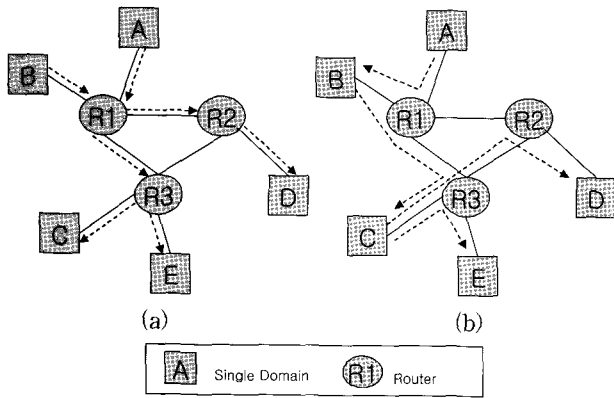 A
B
R1
R2
R3
D
C
E
(a)
A
B
R1
R2
R3
D
C
E
(b)
A Single Domain R1 Router